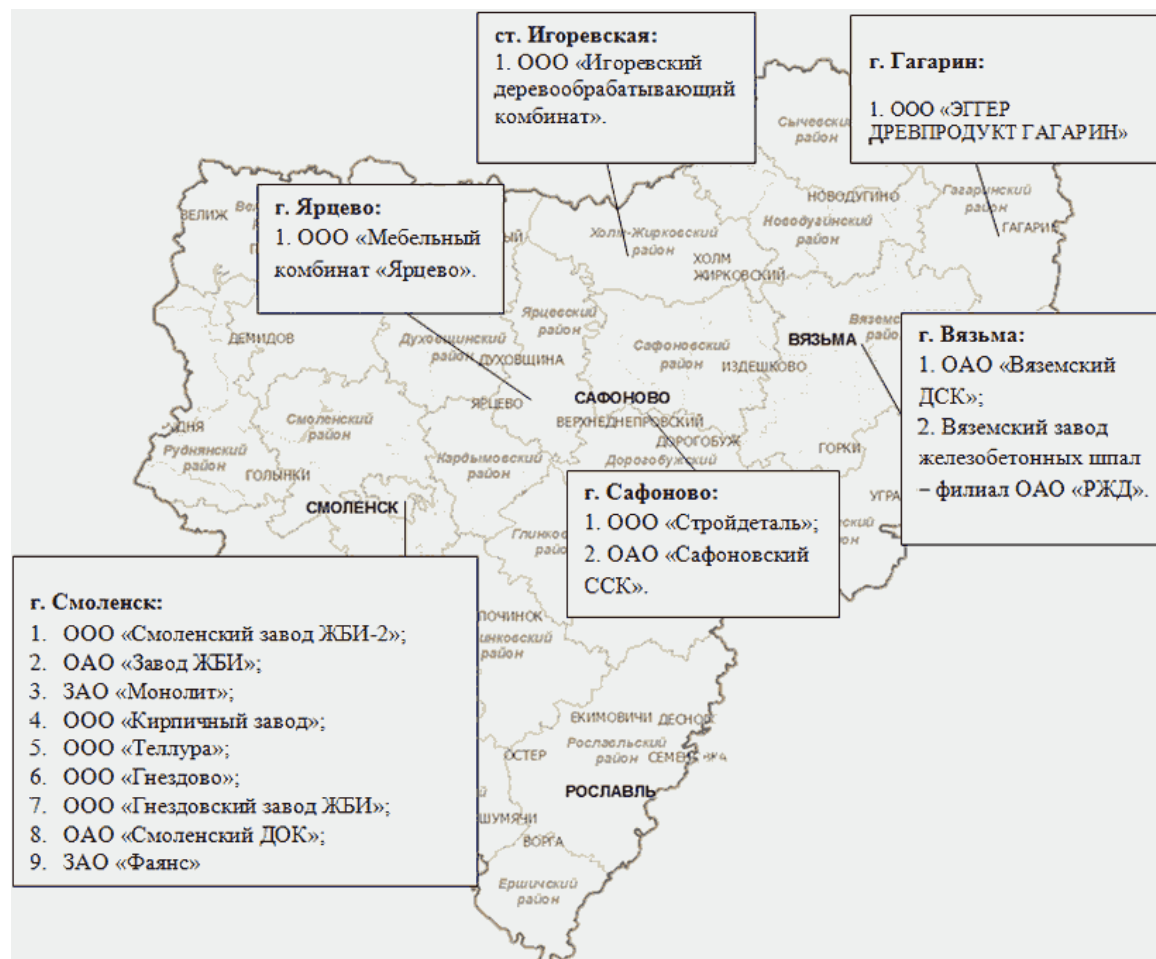 ст. Игоревская:
1. ООО «Игоревский
деревообрабатывающий
комбинат».
г. Гагарин:
1. ООО «ЭГГЕР
ДРЕВПРОДУКТ ГАГАРИН»
Сычевский
район
г. Ярцево:
1. ООО «Мебельный
комбинат «Ярцево».
ВЕЛИЖ
НОВОДУГИНО
Новодугинский
район
Гагаринский
район
ГАГАРИН
Холм-Жирковский
район
ХОЛМ
ЖИРКОВСКИЙ
Ярцевский
район
ДЕМИДОВ
Духовщинский
район
ДУХОВЩИНА
Сафоновский
район
ИЗДЕШКОВО
ВЯЗЬМА
г. Вязьма:
1. ОАО «Вяземский
ДСК»;
2. Вяземский завод
железобетонных шпал
– филиал ОАО «РЖД».
ЯРЦЕВО
САФОНОВО
ВЕРХНЕДНЕПРОВСКИЙ
ДОРОГОБУЖ
Дорогобужский
ГОРКИ
Смоленский
район
Руднянский
район
ГОЛЫНКИ
Кардымовский
район
СМОЛЕНСК
г. Сафоново:
1. ООО «Стройдеталь»;
2. ОАО «Сафоновский
ССК».
г. Смоленск:
1. ООО «Смоленский завод ЖБИ-2»;
2. ОАО «Завод ЖБИ»;
3. ЗАО «Монолит»;
4. ООО «Кирпичный завод»;
5. ООО «Теллура»;
6. ООО «Гнездово»;
7. ООО «Гнездовский завод ЖБИ»;
8. ОАО «Смоленский ДОК»;
9. ЗАО «Фаянс»
ПОЧИНОК
район
ЕКИМОВИЧИ
ОСТЕР
Рославльский
район
РОСЛАВЛЬ
ШУМЯЧИ
ВОРГА
Ершичский
район